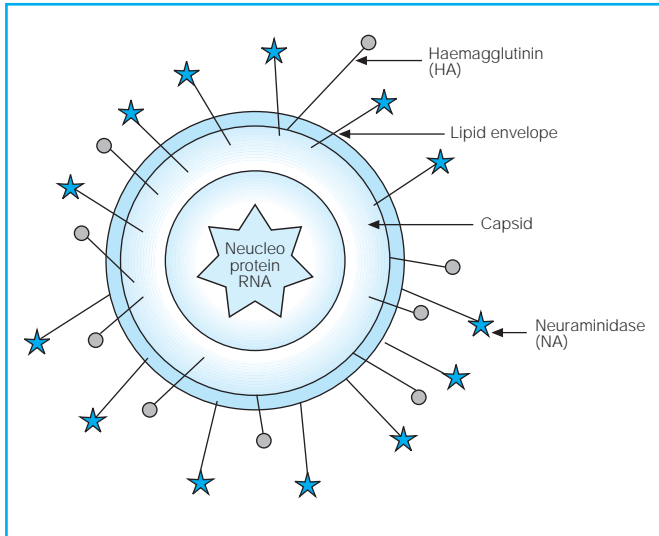 Haemagglutinin
(HA)
Lipid envelope
Capsid
Neucleo
protein
RNA
Neuraminidase
(NA)